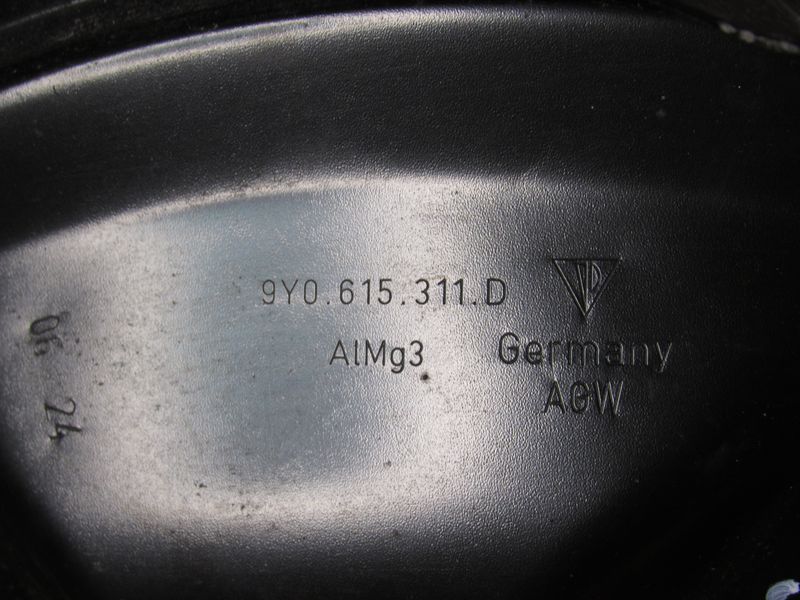 9Y0.615.311.D
AlMg3
Germany
AGW
06
24